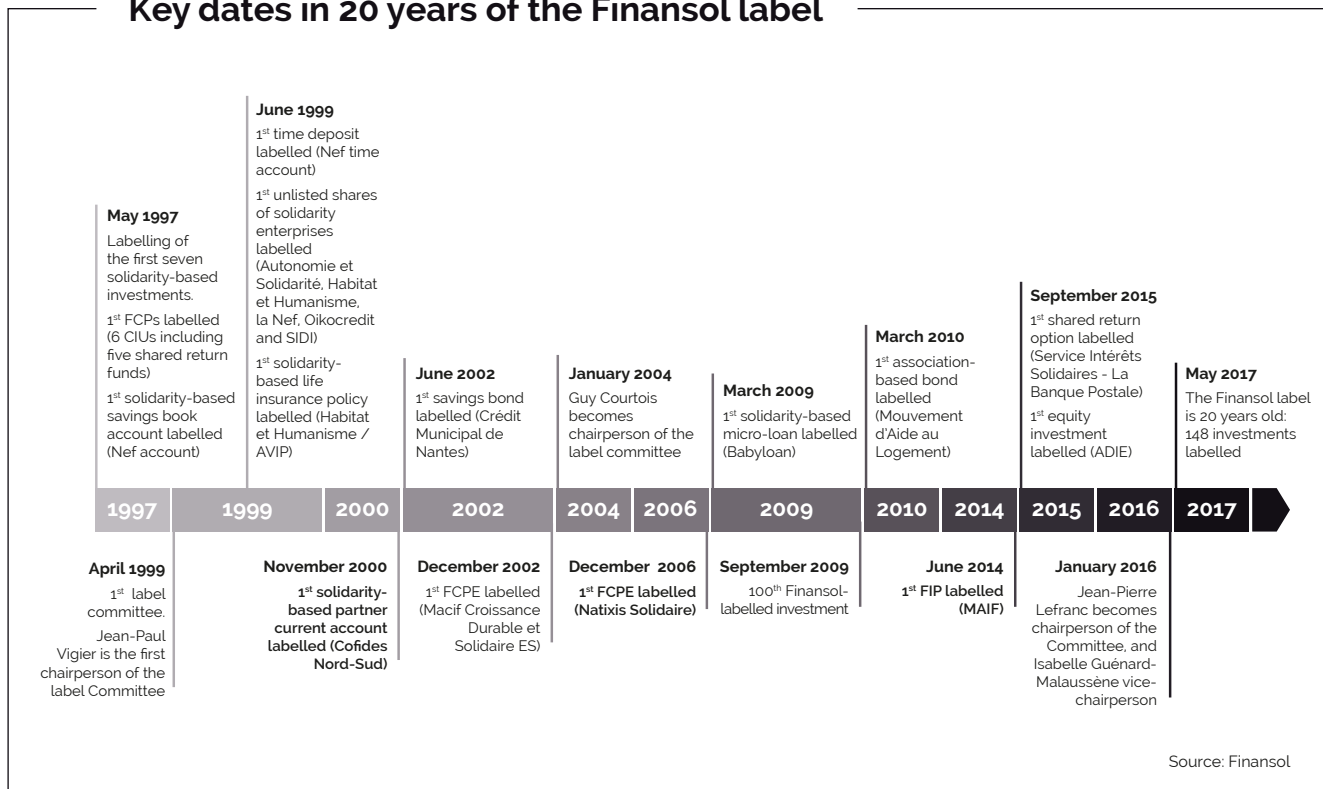 Key dates in 20 years of the Finansol label
June 1999
1st time deposit
labelled (Nef time
account)
1st unlisted shares
of solidarity
enterprises
labelled
(Autonomie et
Solidarité, Habitat
et Humanisme,
la Nef, Oikocredit
and SIDI)
1st solidarity-
based life
insurance policy
labelled (Habitat
et Humanisme /
AVIP)
May 1997
Labelling of
the first seven
solidarity-based
investments.
1st FCPs labelled
(6 CIUs including
five shared return
funds)
1st solidarity-based
savings book
account labelled
(Nef account)
June 2002
1st savings bond
labelled (Crédit
Municipal de
Nantes)
January 2004
Guy Courtois
becomes
chairperson of the
label committee
March 2009
1st solidarity-based
micro-loan labelled
(Babyloan)
March 2010
1st association-
based bond
labelled
(Mouvement
d'Aide au
Logement)
September 2015
1st shared return
option labelled
(Service Intérêts
Solidaires - La
Banque Postale)
1st equity
investment
labelled (ADIE)
May 2017
The Finansol label
is 20 years old:
148 investments
labelled
1997 1999 2000 2002 2004 2006 2009 2010 2014 2015 2016 2017
April 1999
1st label
committee.
Jean-Paul
Vigier is the first
chairperson of the
label Committee
November 2000
1st solidarity-
based partner
current account
labelled (Cofides
Nord-Sud)
December 2002
1st FCPE labelled
(Macif Croissance
Durable et
Solidaire ES)
December 2006
1st FCPE labelled
(Natixis Solidaire)
September 2009
100th Finansol-
labelled investment
June 2014
1st FIP labelled
(MAIF)
January 2016
Jean-Pierre
Lefranc becomes
chairperson of the
Committee, and
Isabelle Guénard-
Malaussène vice-
chairperson
Source: Finansol